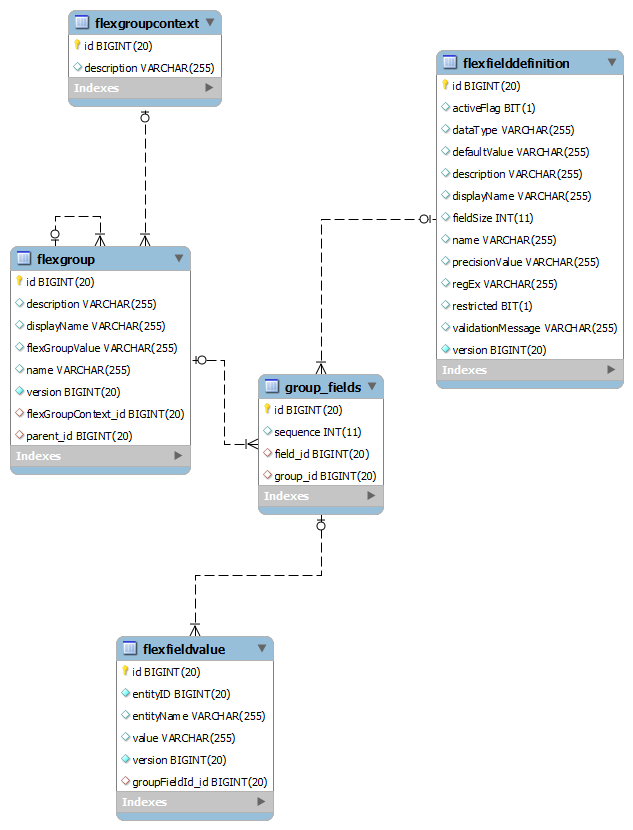 flexgroupcontext
id BIGINT(20)
description VARCHAR(255)
Indexes
flexfielddefinition
id BIGINT(20)
activeFlag BIT(1)
dataType VARCHAR(255)
defaultValue VARCHAR(255)
description VARCHAR(255)
displayName VARCHAR(255)
fieldSize INT(11)
name VARCHAR(255)
precisionValue VARCHAR(255)
regEx VARCHAR(255)
restricted BIT(1)
validationMessage VARCHAR(255)
version BIGINT(20)
Indexes
flexgroup
id BIGINT(20)
description VARCHAR(255)
displayName VARCHAR(255)
flexGroupValue VARCHAR(255)
name VARCHAR(255)
version BIGINT(20)
flexGroupContext_id BIGINT(20)
parent_id BIGINT(20)
Indexes
group_fields
id BIGINT(20)
sequence INT(11)
field_id BIGINT(20)
group_id BIGINT(20)
Indexes
flexfieldvalue
id BIGINT(20)
entityID BIGINT(20)
entityName VARCHAR(255)
value VARCHAR(255)
version BIGINT(20)
groupFieldId_id BIGINT(20)
Indexes